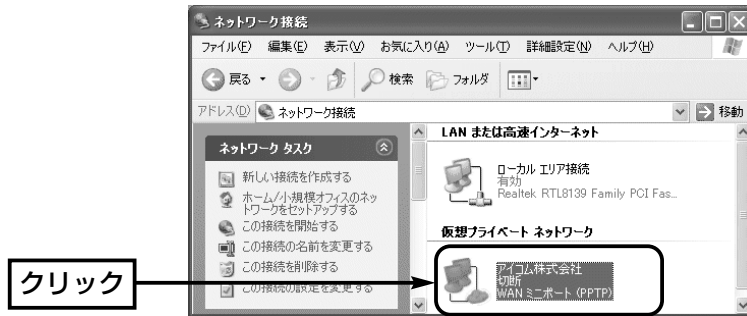 ネットワーク接続
ファイル(F) 編集(E) 表示(V) お気に入り(A) ツール(T) 詳細設定(N) ヘルプ(H)
戻る 検索 フォルダ
アドレス(D) ネットワーク接続 移動
ネットワーク タスク
新しい接続を作成する
ホーム/小規模オフィスのネッ
トワークをセットアップする
この接続を開始する
この接続の名前を変更する
この接続を削除する
この接続の設定を変更する
LAN または高速インターネット
ローカル エリア接続
有効
Realtek RTL8139 Family PCI Fas...
仮想プライベート ネットワーク
アイコム株式会社
切断
WAN ミニポート (PPTP)
クリック